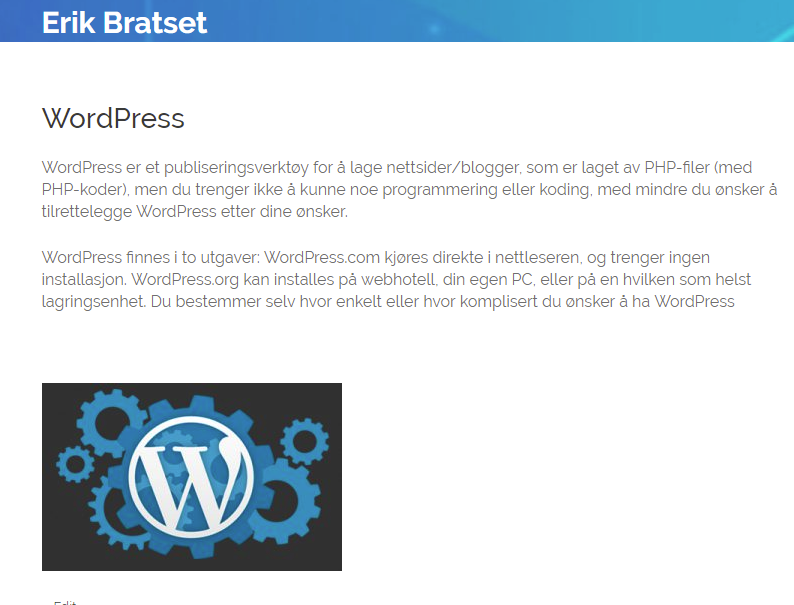 Erik Bratset
WordPress
WordPress er et publiseringsverktøy for å lage nettsider/blogger, som er laget av PHP-filer (med
PHP-koder), men du trenger ikke å kunne noe programmering eller koding, med mindre du ønsker å
tilrettelegge WordPress etter dine ønsker.
WordPress finnes i to utgaver: WordPress.com kjøres direkte i nettleseren, og trenger ingen
installasjon. WordPress.org kan installes på webhotell, din egen PC, eller på en hvilken som helst
lagringsenhet. Du bestemmer selv hvor enkelt eller hvor komplisert du ønsker å ha WordPress
W
Edit